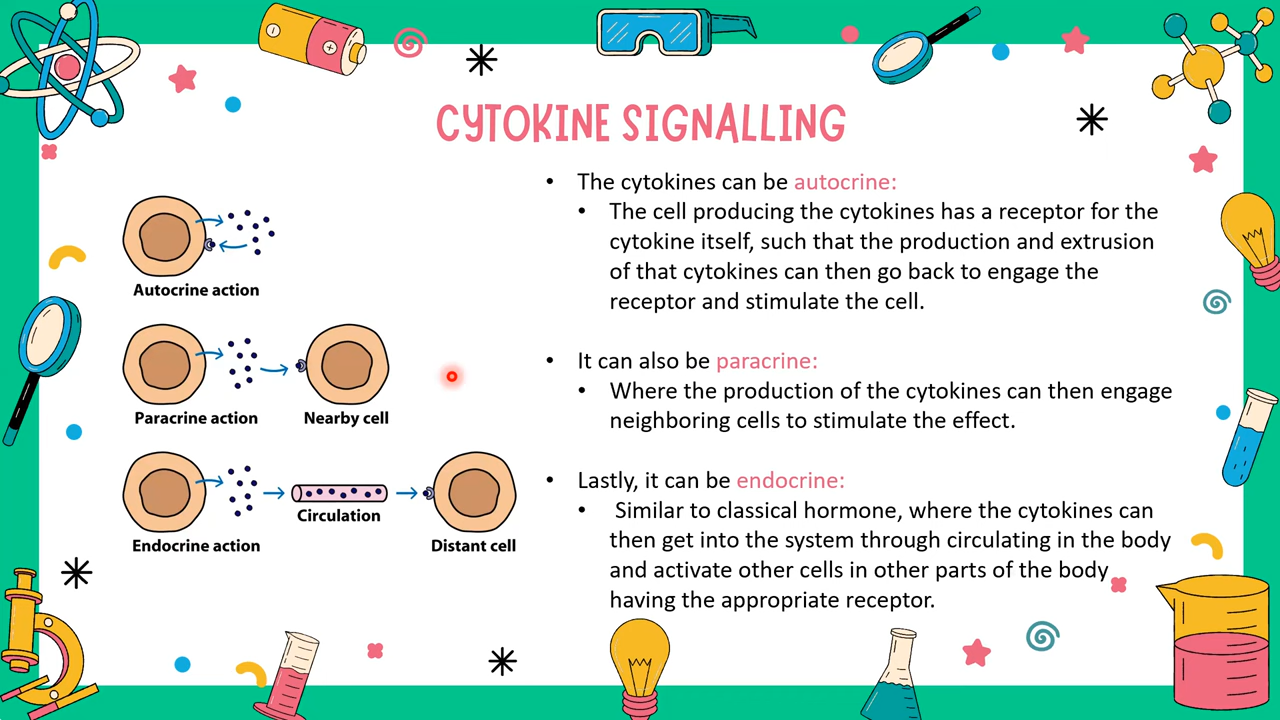 CYTOKINE SIGNALLING
Autocrine action
Paracrine action
Nearby cell
Circulation
Endocrine action
Distant cell
• The cytokines can be autocrine:
• The cell producing the cytokines has a receptor for the
cytokine itself, such that the production and extrusion
of that cytokines can then go back to engage the
receptor and stimulate the cell.
• It can also be paracrine:
• Where the production of the cytokines can then engage
neighboring cells to stimulate the effect.
• Lastly, it can be endocrine:
• Similar to classical hormone, where the cytokines can
then get into the system through circulating in the body
and activate other cells in other parts of the body
having the appropriate receptor.